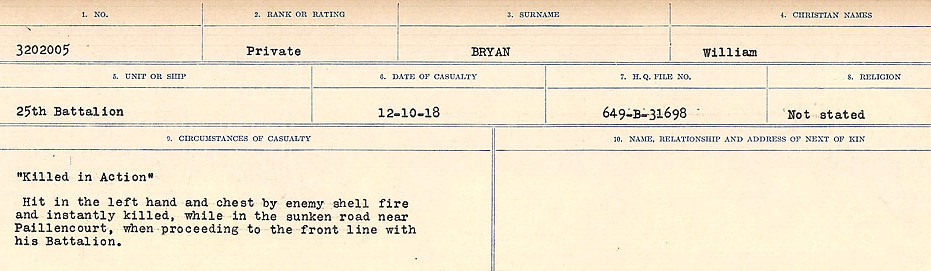 1. NO. 2. RANK OR RATING 3. SURNAME 4. CHRISTIAN NAMES
3202005 Private BRYAN William
5. UNIT OR SHIP 6. DATE OF CASUALTY 7. H.Q. FILE NO. 8. RELIGION
25th Battalion 12-10-18 649-B-31698 Not stated
9. CIRCUMSTANCES OF CASUALTY 10. NAME, RELATIONSHIP AND ADDRESS OF NEXT OF KIN
"Killed in Action"
Hit in the left hand and chest by enemy shell fire
and instantly killed, while in the sunken road near
Paillencourt, when proceeding to the front line with
his Battalion.